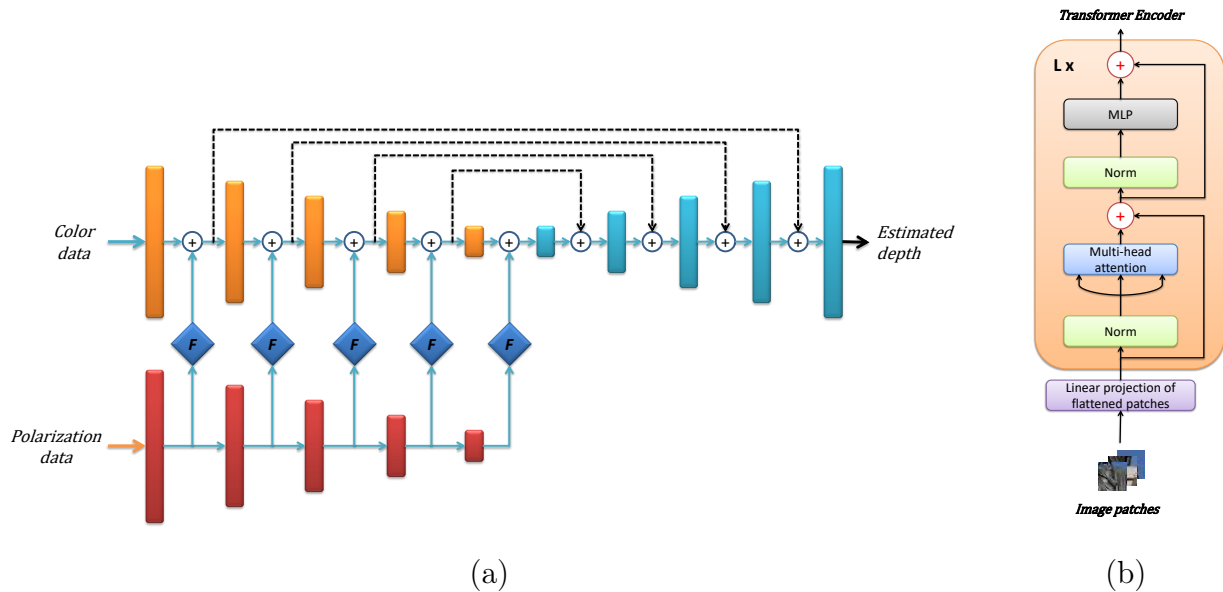 Color
data
Estimated
depth
F F F F F
Polarization
data
(a)
Transformer Encoder
L x
MLP
Norm
Multi-head
attention
Norm
Linear projection of
flattened patches
Image patches
(b)